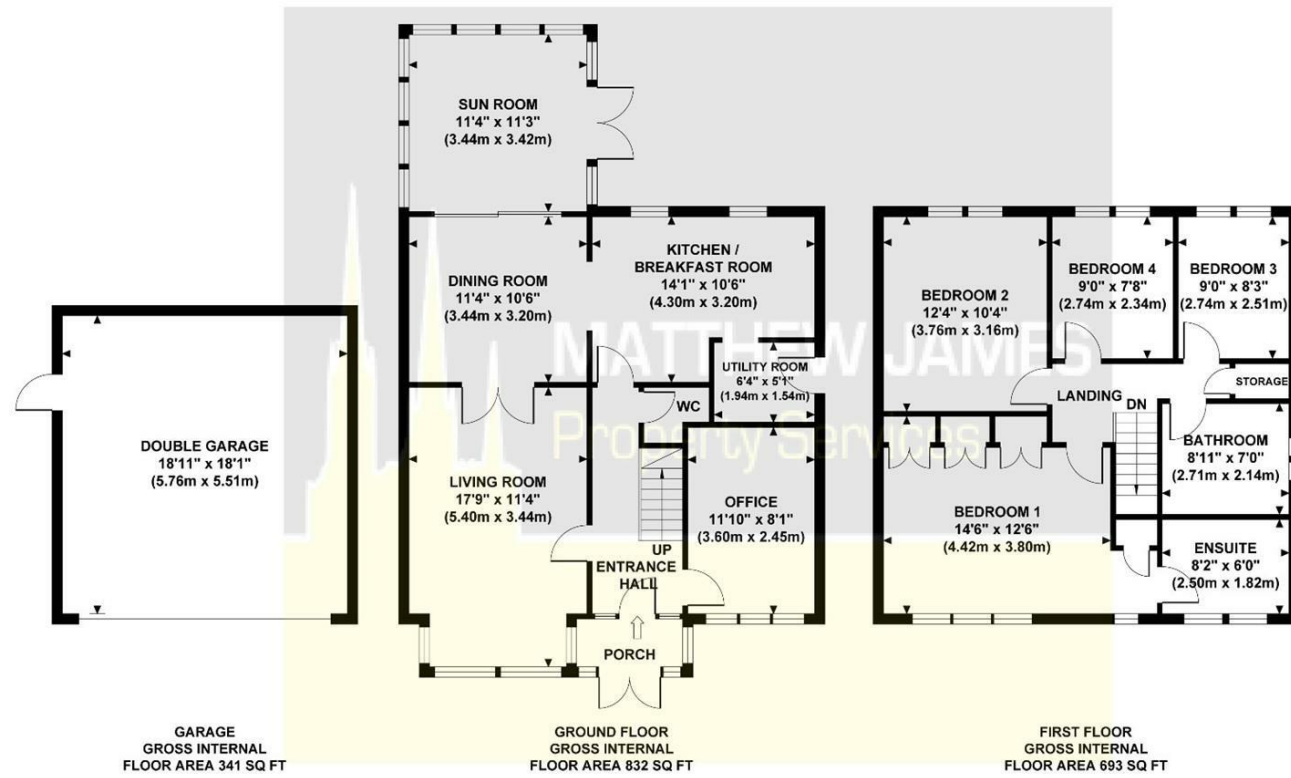 SUN ROOM
11'4" x 11'3"
(3.44m x 3.42m)
DINING ROOM
11'4" x 10'6"
(3.44m x 3.20m)
KITCHEN /
BREAKFAST ROOM
14'1" x 10'6"
(4.30m x 3.20m)
UTILITY ROOM
6'4" x 5'1"
(1.94m x 1.54m)
WC
DOUBLE GARAGE
18'11" x 18'1"
(5.76m x 5.51m)
LIVING ROOM
17'9" x 11'4"
(5.40m x 3.44m)
OFFICE
11'10" x 8'1"
(3.60m x 2.45m)
UP
ENTRANCE
HALL
PORCH
BEDROOM 2
12'4" x 10'4"
(3.76m x 3.16m)
BEDROOM 4
9'0" x 7'8"
(2.74m x 2.34m)
BEDROOM 3
9'0" x 8'3"
(2.74m x 2.51m)
STORAGE
LANDING
DN
BATHROOM
8'11" x 7'0"
(2.71m x 2.14m)
BEDROOM 1
14'6" x 12'6"
(4.42m x 3.80m)
ENSUITE
8'2" x 6'0"
(2.50m x 1.82m)
MATTHEW JAMES
Property Services
GARAGE
GROSS INTERNAL
FLOOR AREA 341 SQ FT
GROUND FLOOR
GROSS INTERNAL
FLOOR AREA 832 SQ FT
FIRST FLOOR
GROSS INTERNAL
FLOOR AREA 693 SQ FT